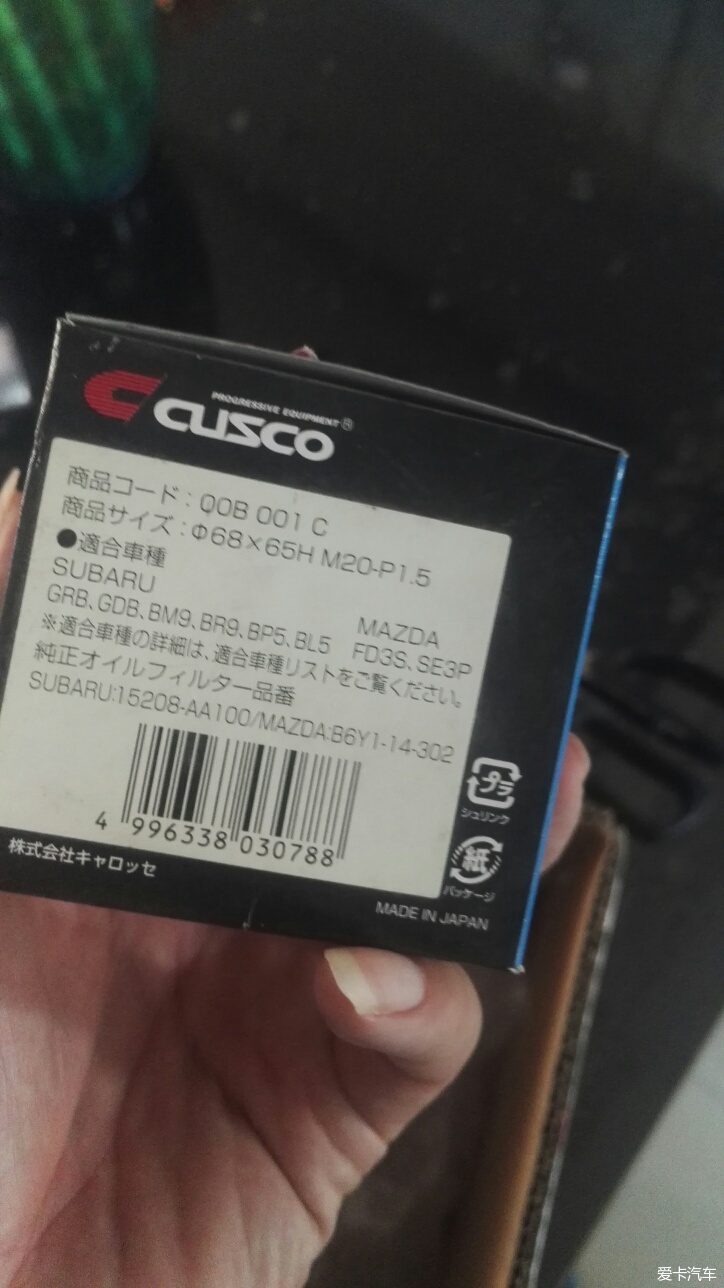 PROGRESSIVE EQUIPMENT®
CUSCO
商品コード：00B 001 C
商品サイズ：Φ68×65H M20-P1.5
●適合車種
SUBARU MAZDA
GRB、GDB、BM9、BR9、BP5、BL5 FD3S、SE3P
※適合車種の詳細は、適合車種リストをご覧ください。
純正オイルフィルター品番
SUBARU:15208-AA100/MAZDA:B6Y1-14-302
4 996338 030788
プラ
シュリンク
紙
パッケージ
株式会社キャロッセ
MADE IN JAPAN
爱卡汽车